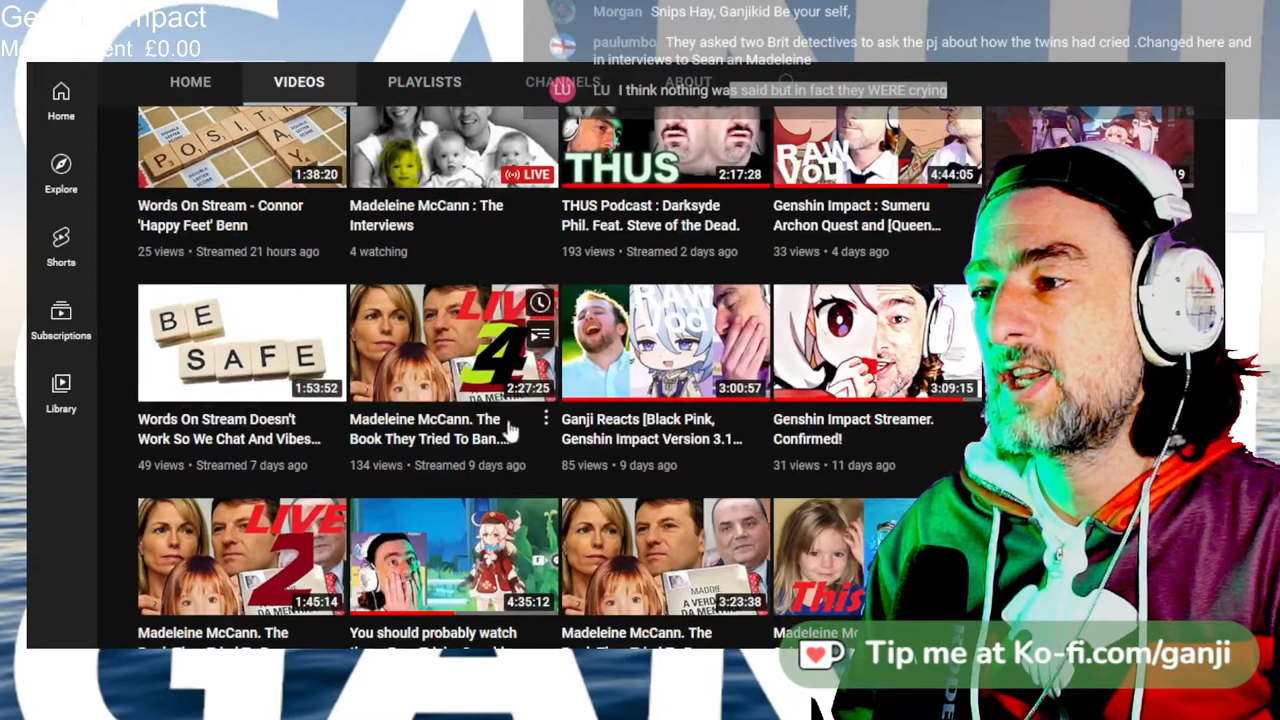 Morgan Snips Hay, Ganjikid Be your self,
paulumbo They asked two Brit detectives to ask the pj about how the twins had cried .Changed here and
in interviews to Sean an Madeleine
LU I think nothing was said but in fact they WERE crying
LU
£0.00
HOME VIDEOS PLAYLISTS CHANNELS ABOUT
Home
Explore
Shorts
Subscriptions
Library
POSIT
1:38:20
LIVE
THUS
2:17:28
RAW
YOU
4:44:05
19
Words On Stream - Connor
'Happy Feet' Benn
25 views • Streamed 21 hours ago
Madeleine McCann : The
Interviews
4 watching
THUS Podcast : Darksyde
Phil. Feat. Steve of the Dead.
193 views • Streamed 2 days ago
Genshin Impact : Sumeru
Archon Quest and [Queen...
33 views • 4 days ago
BE
SAFE
1:53:52
LIVE
4
2:27:25
3:00:57
3:09:15
Words On Stream Doesn't
Work So We Chat And Vibes...
49 views • Streamed 7 days ago
Madeleine McCann. The
Book They Tried To Ban...
134 views • Streamed 9 days ago
Ganji Reacts [Black Pink,
Genshin Impact Version 3.1...
85 views • 9 days ago
Genshin Impact Streamer.
Confirmed!
31 views • 11 days ago
LIVE
2
1:45:14
4:35:12
MADDIE
A VERD
DA MENT
3:23:38
This
Madeleine McCann. The
You should probably watch
Madeleine McCann. The
Madeleine Mc
Tip me at Ko-fi.com/ganji